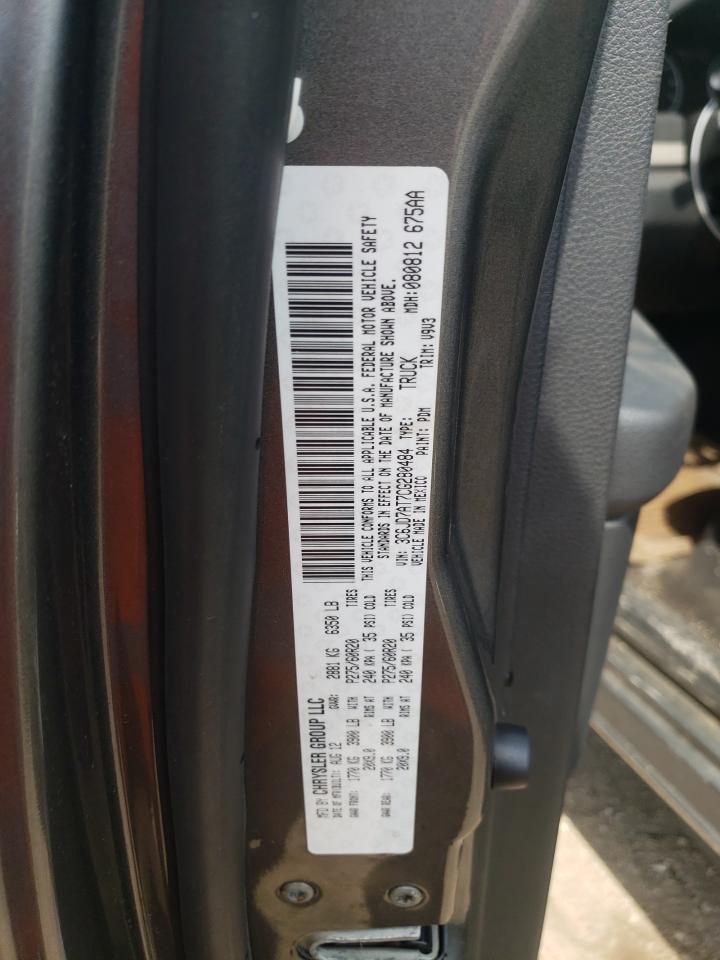 MFD BY CHRYSLER GROUP LLC
DATE OF MFR(BUILT): AUG 12 GVWR: 2881 KG 6350 LB
GAWR FRONT: 1770 KG 3900 LB WITH P275/60R20 TIRES
20X9.0 RIMS AT 240 KPA ( 35 PSI) COLD
GAWR REAR: 1770 KG 3900 LB WITH P275/60R20 TIRES
20X9.0 RIMS AT 240 KPA ( 35 PSI) COLD
THIS VEHICLE CONFORMS TO ALL APPLICABLE U.S.A. FEDERAL MOTOR VEHICLE SAFETY
STANDARDS IN EFFECT ON THE DATE OF MANUFACTURE SHOWN ABOVE.
VIN: 3C6JD7AT7CG280484 TYPE: TRUCK MDH:080812 675AA
VEHICLE MADE IN MEXICO PAINT: PDM TRIM: V9V3